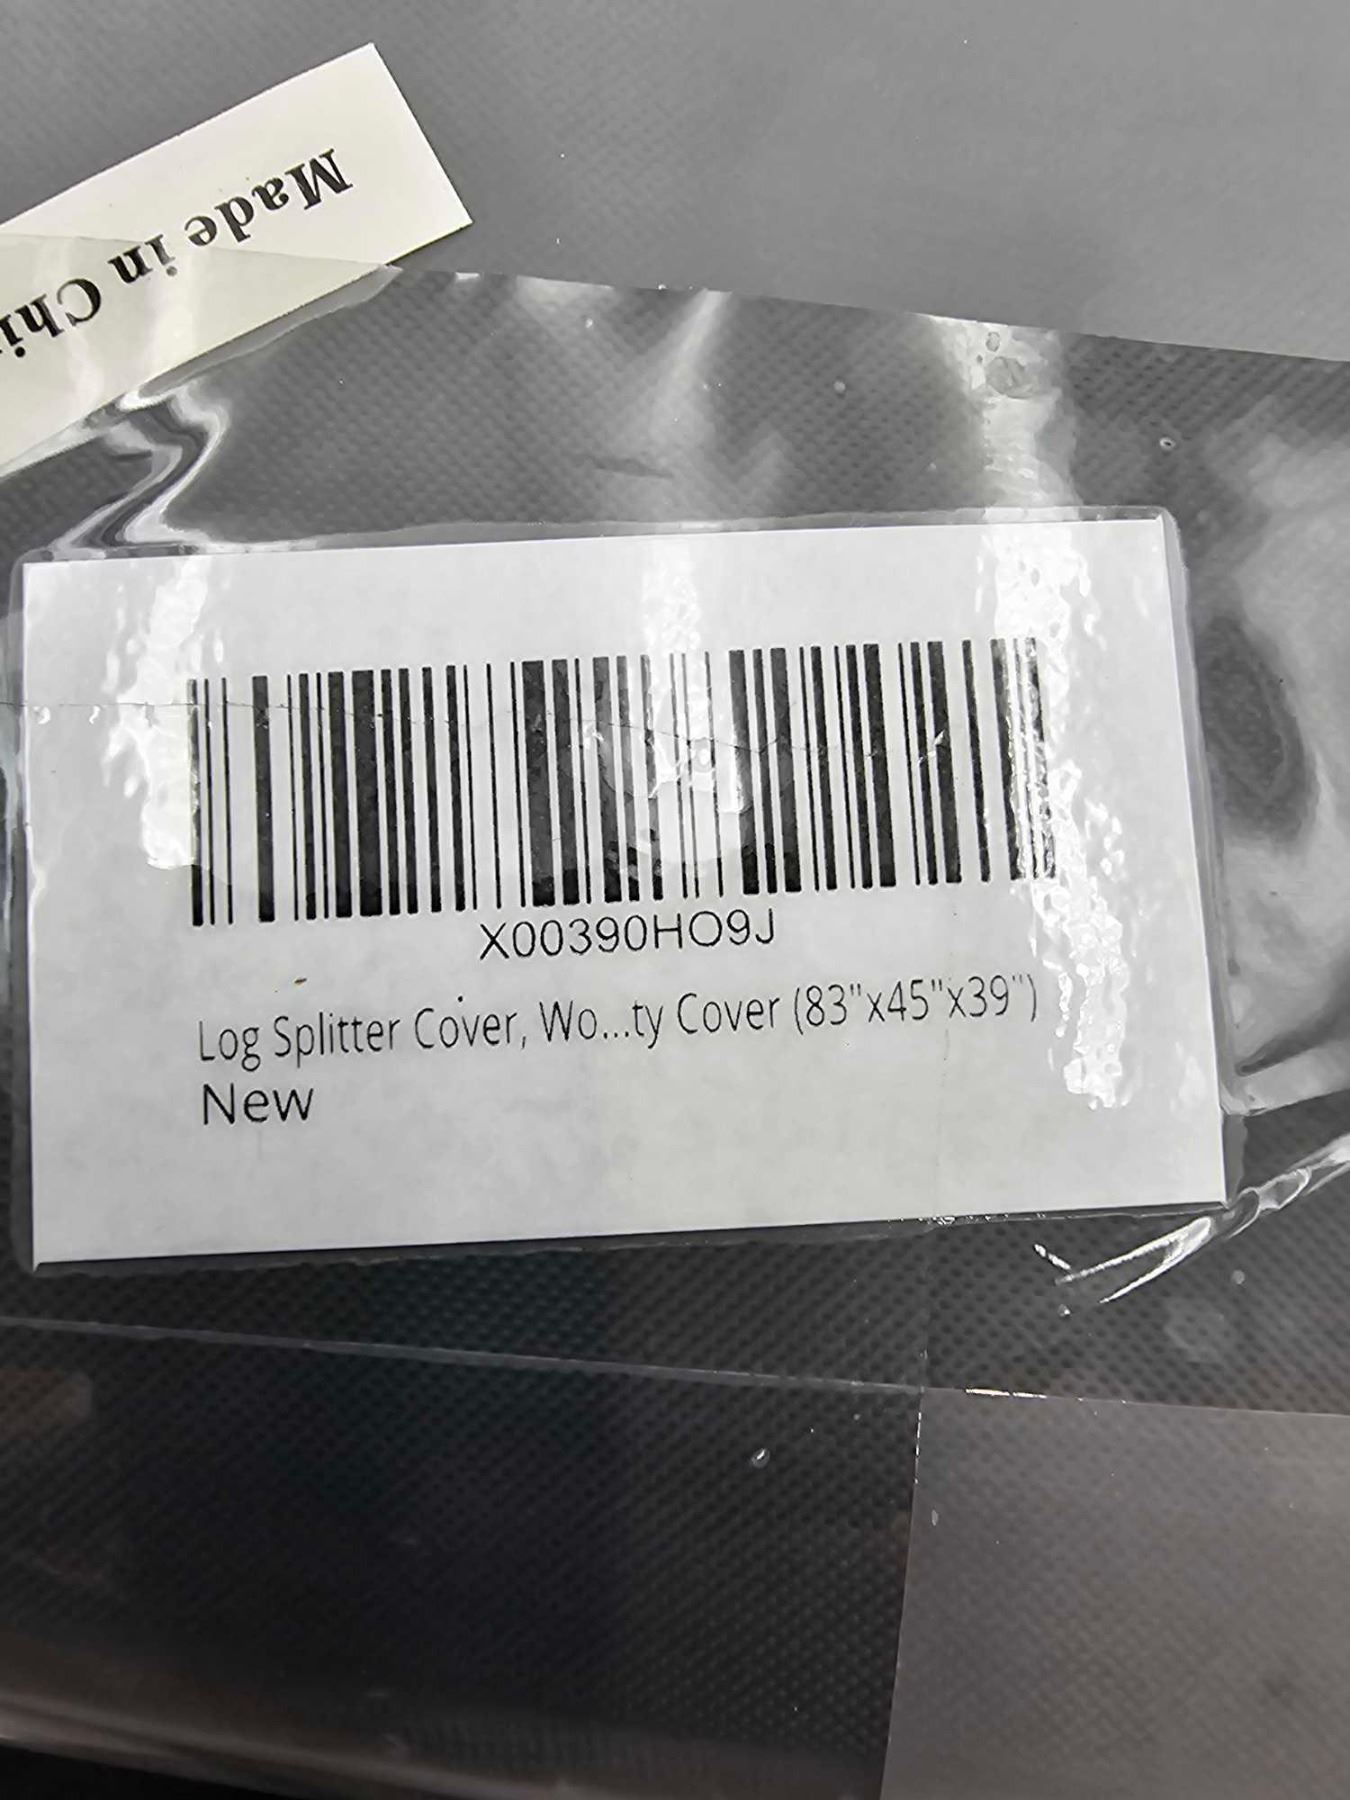 Made in Chi
X00390HO9J
Log Splitter Cover, Wo...ty Cover (83"x45"x39")
New